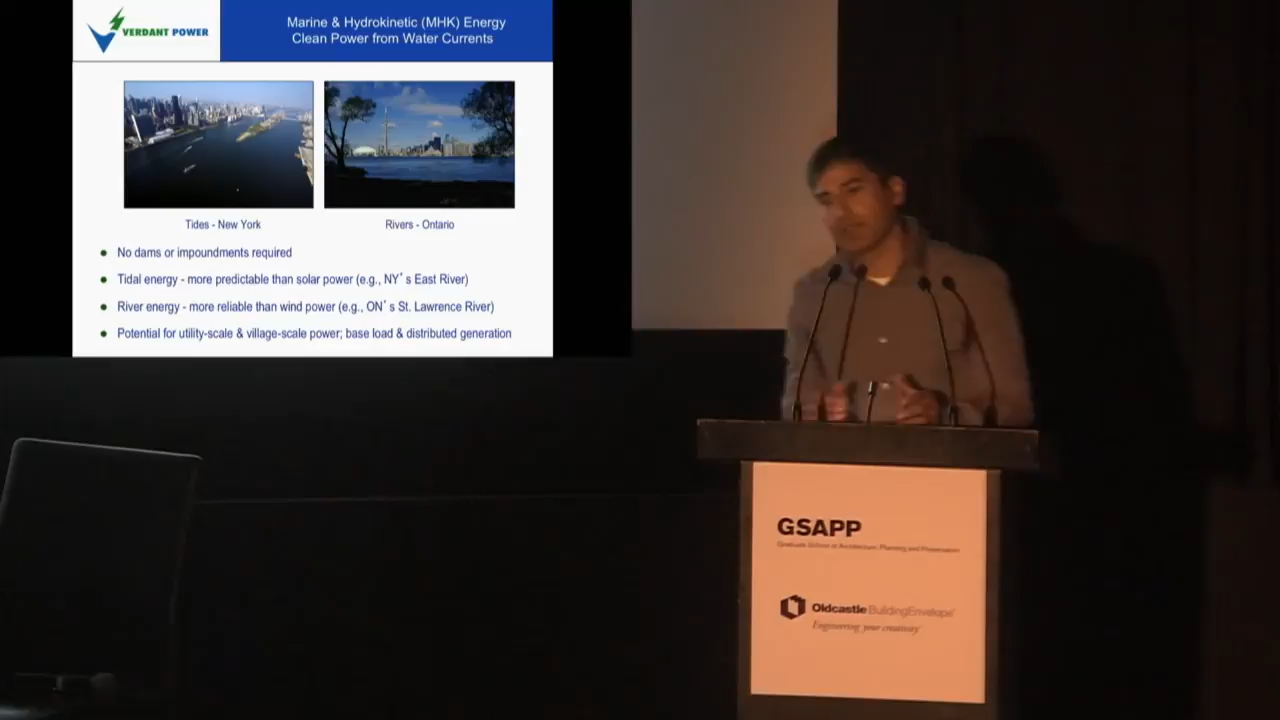 VERDANT POWER
Marine & Hydrokinetic (MHK) Energy
Clean Power from Water Currents
Tides - New York
Rivers - Ontario
No dams or impoundments required
Tidal energy - more predictable than solar power (e.g., NY's East River)
River energy - more reliable than wind power (e.g., ON's St. Lawrence River)
Potential for utility-scale & village-scale power; base load & distributed generation
GSAPP
Graduate School of Architecture, Planning and Preservation
Oldcastle BuildingEnvelope
Engineering your creativity